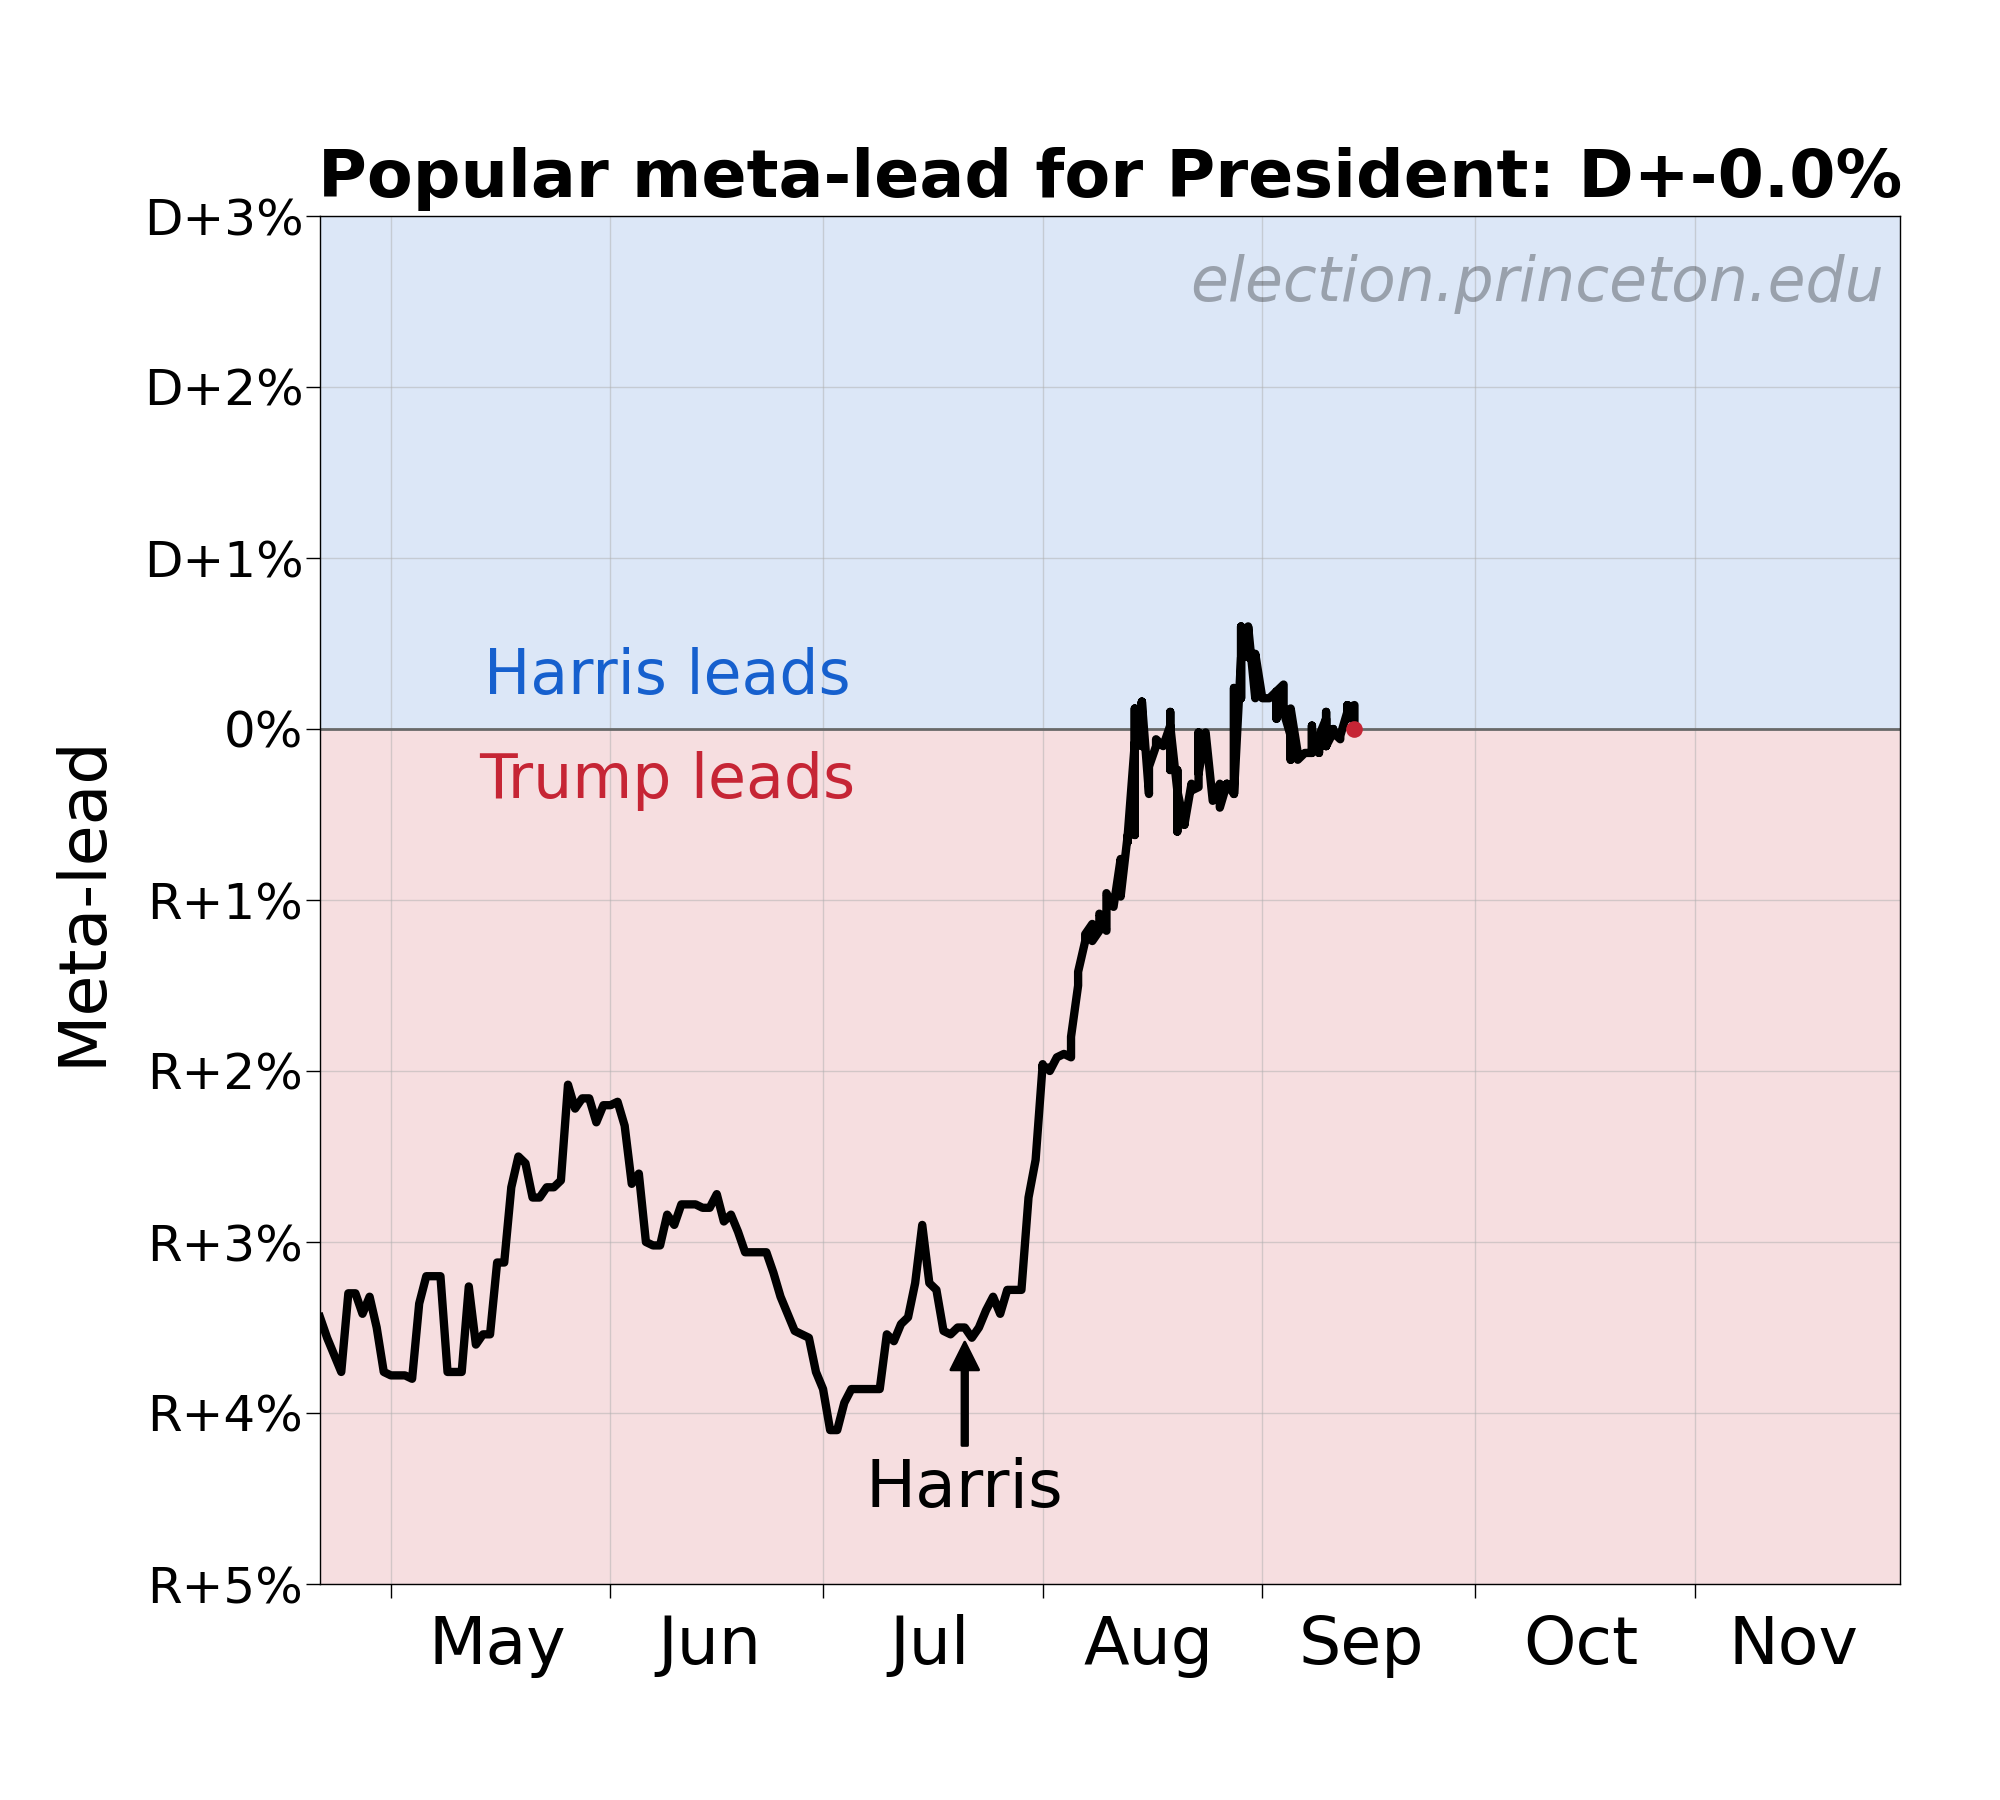 Popular meta-lead for President: D+-0.0%
D+3%
election.princeton.edu
D+2%
D+1%
Harris leads
0%
Trump leads
Meta-lead
R+1%
R+2%
R+3%
R+4%
Harris
R+5%
May Jun Jul Aug Sep Oct Nov